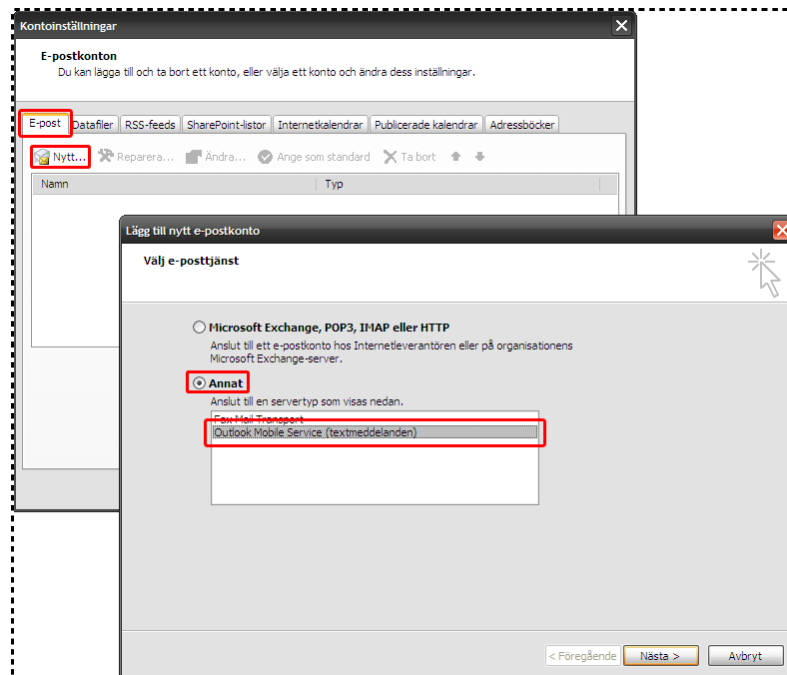 Kontoinställningar
E-postkonton
Du kan lägga till och ta bort ett konto, eller välja ett konto och ändra dess inställningar.
E-post Datafiler RSS-feeds SharePoint-listor Internetkalendrar Publicerade kalendrar Adressböcker
Nytt... Reparera... Ändra... Ange som standard Ta bort
Namn Typ
Lägg till nytt e-postkonto
Välj e-posttjänst
Microsoft Exchange, POP3, IMAP eller HTTP
Anslut till ett e-postkonto hos Internetleverantören eller på organisationens
Microsoft Exchange-server.
Annat
Anslut till en servertyp som visas nedan.
Fax Mail Transport
Outlook Mobile Service (textmeddelanden)
< Föregående Nästa > Avbryt